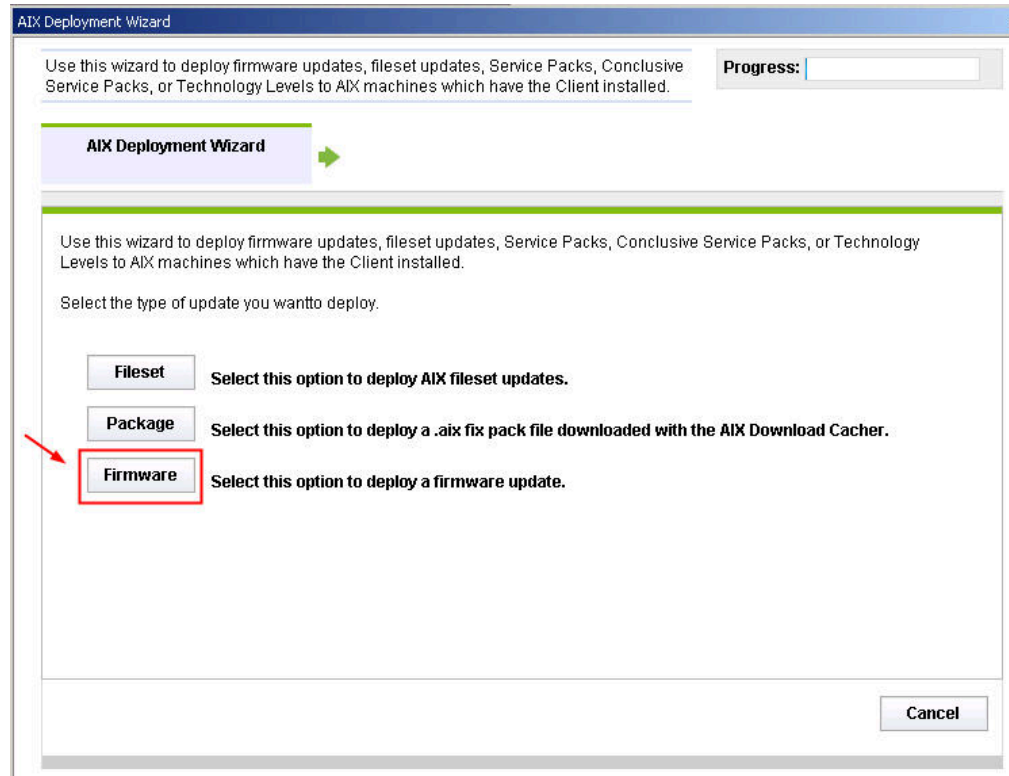 AIX Deployment Wizard
Use this wizard to deploy firmware updates, fileset updates, Service Packs, Conclusive
Service Packs, or Technology Levels to AIX machines which have the Client installed.
Progress:
AIX Deployment Wizard
Use this wizard to deploy firmware updates, fileset updates, Service Packs, Conclusive Service Packs, or Technology
Levels to AIX machines which have the Client installed.
Select the type of update you wantto deploy.
Fileset
Select this option to deploy AIX fileset updates.
Package
Select this option to deploy a .aix fix pack file downloaded with the AIX Download Cacher.
Firmware
Select this option to deploy a firmware update.
Cancel